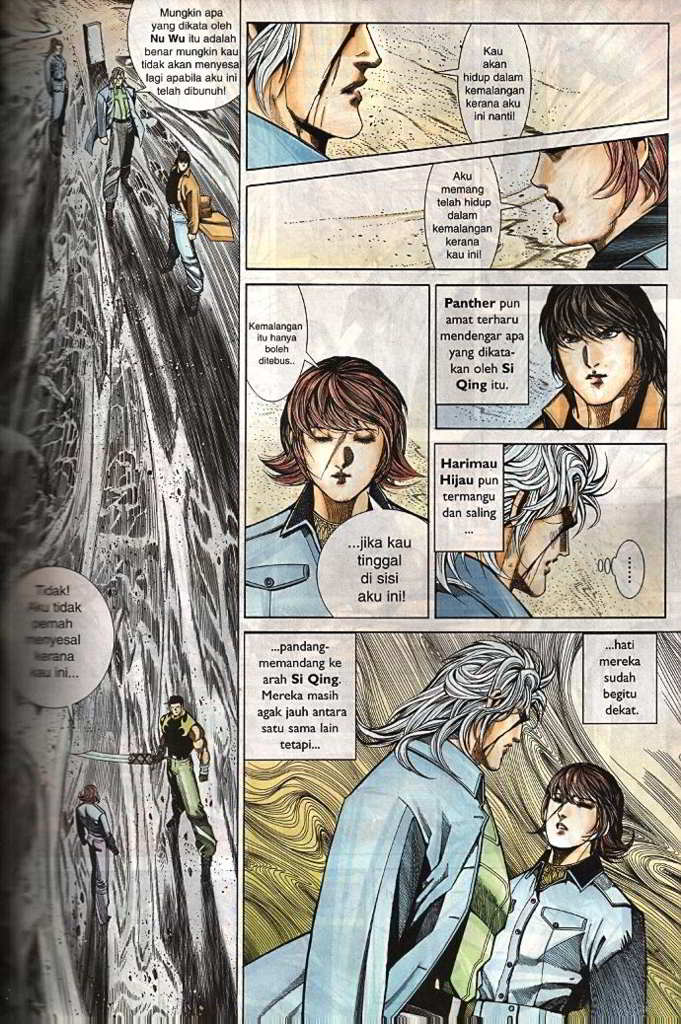 Mungkin apa
yang dikata oleh
Nu Wu itu adalah
benar mungkin kau
tidak akan menyesa
lagi apabila aku ini
telah dibunuh!
Tidak!
Aku tidak
pernah
menyesal
kerana
kau ini...
Kau
akan
hidup dalam
kemalangan
kerana aku
ini nanti!
Aku
memang
telah hidup
dalam
kemalangan
kerana
kau ini!
Kemalangan
itu hanya
boleh
ditebus..
...jika kau
tinggal
di sisi
aku ini!
Panther pun
amat terharu
mendengar apa
yang dikata-
kan oleh Si
Qing itu.
Harimau
Hijau pun
termangu
dan saling
...
......
...pandang-
memandang ke
arah Si Qing.
Mereka masih
agak jauh antara
satu sama lain
tetapi...
...hati
mereka
sudah
begitu
dekat.